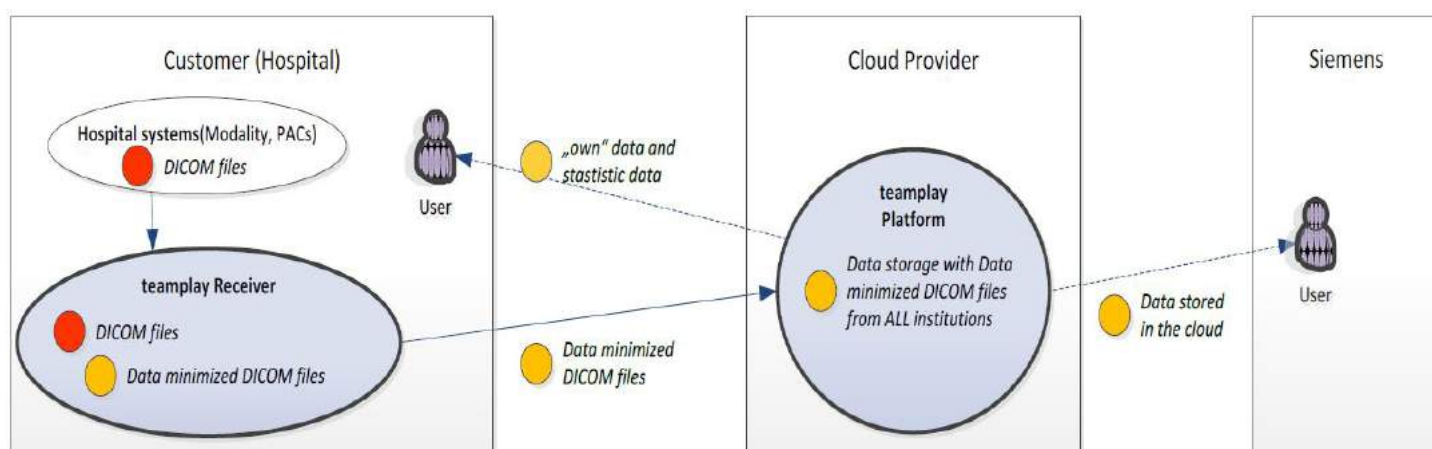 Customer (Hospital)
Hospital systems(Modality, PACs)
DICOM files
User
teamplay Receiver
DICOM files
Data minimized DICOM files
„own“ data and
stastistic data
Data minimized
DICOM files
Cloud Provider
teamplay
Platform
Data storage with Data
minimized DICOM files
from ALL institutions
Data stored
in the cloud
Siemens
User